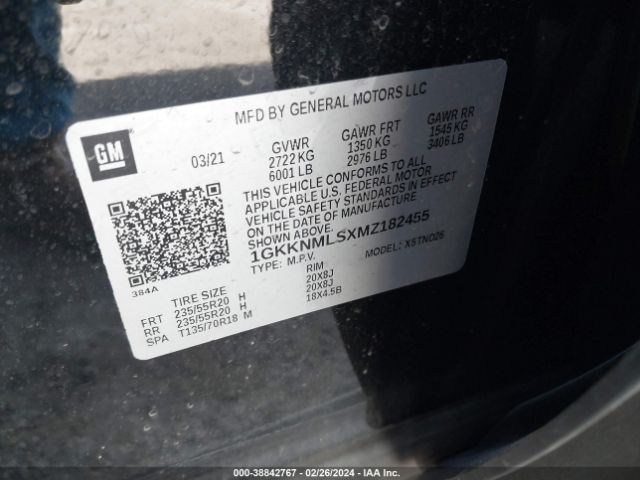 MFD BY GENERAL MOTORS LLC
GM
03/21
GVWR GAWR FRT GAWR RR
2722 KG 1350 KG 1545 KG
6001 LB 2976 LB 3406 LB
THIS VEHICLE CONFORMS TO ALL
APPLICABLE U.S. FEDERAL MOTOR
VEHICLE SAFETY STANDARDS IN EFFECT
ON THE DATE OF MANUFACTURE
SHOWN ABOVE.
1GKKNMLSXMZ182455
TYPE: M.P.V. MODEL: XSTNO26
384A
TIRE SIZE RIM
FRT 235/55R20 H 20X8J
RR 235/55R20 H 20X8J
SPA T135/70R18 M 18X4.5B
000-38842767 - 02/26/2024 - IAA Inc.